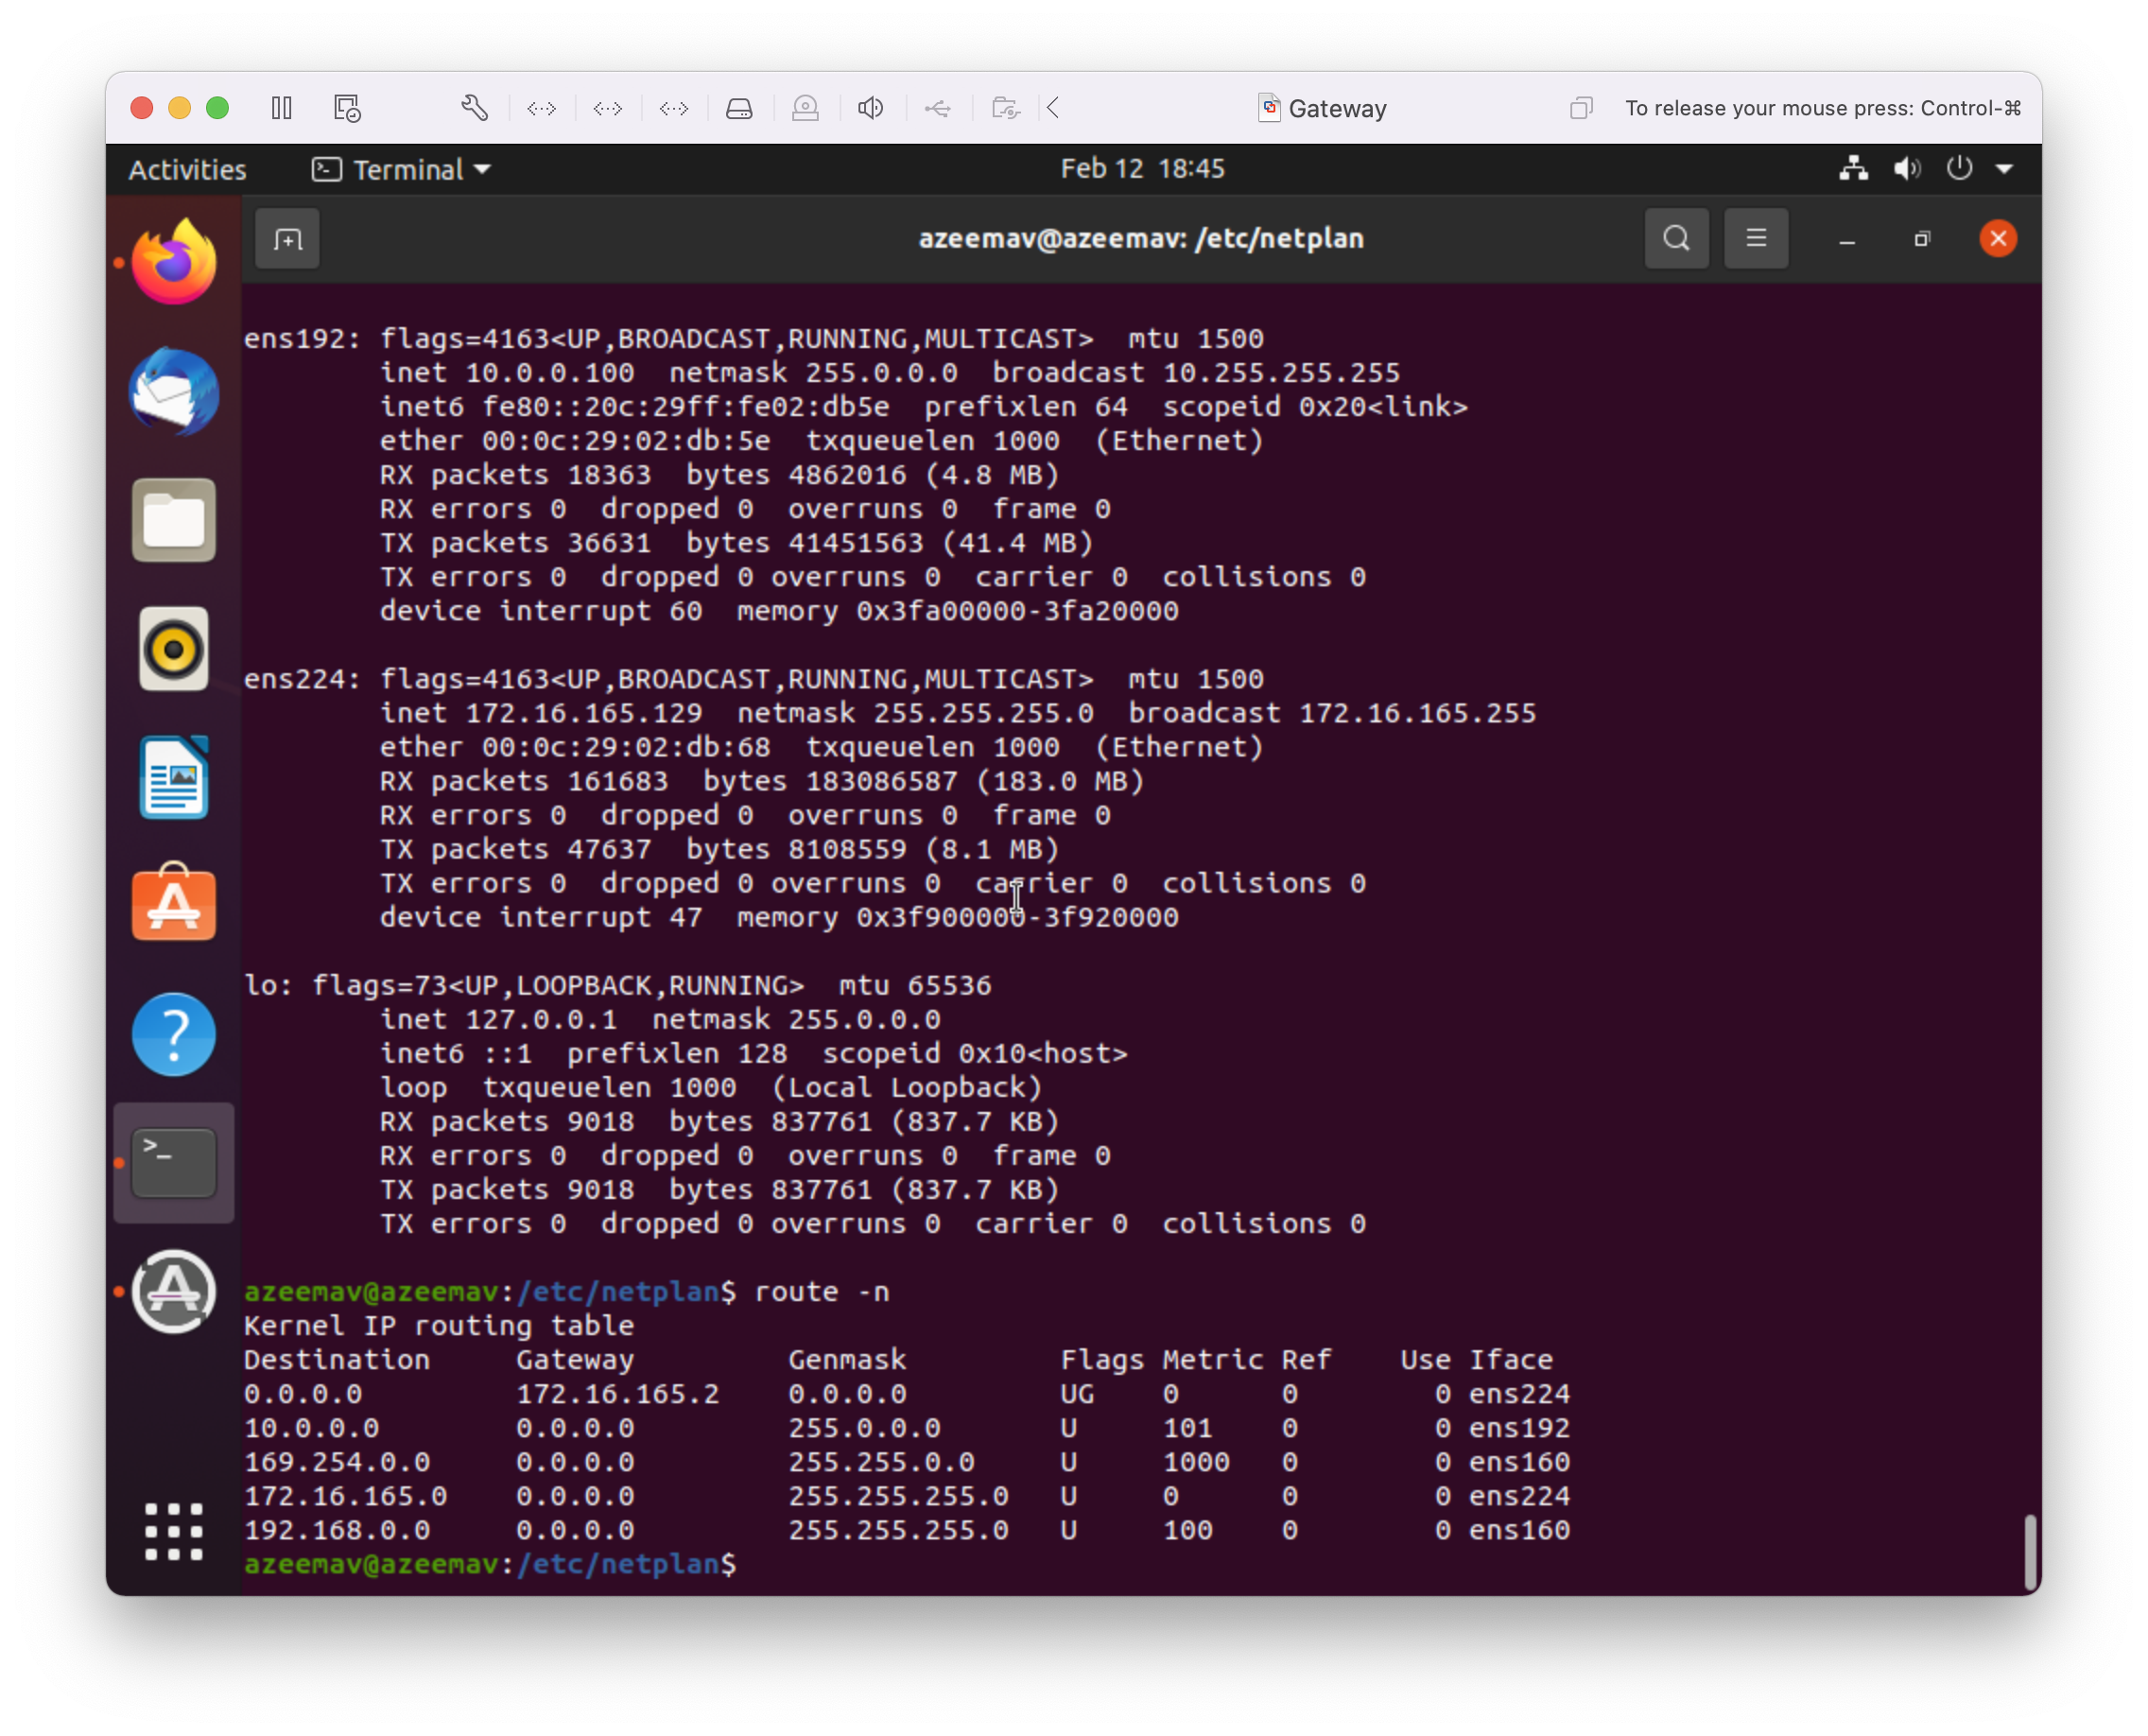 Gateway
To release your mouse press: Control-⌘
Activities
Terminal
Feb 12 18:45
azeemav@azeemav: /etc/netplan
ens192: flags=4163<UP,BROADCAST,RUNNING,MULTICAST>  mtu 1500
        inet 10.0.0.100  netmask 255.0.0.0  broadcast 10.255.255.255
        inet6 fe80::20c:29ff:fe02:db5e  prefixlen 64  scopeid 0x20<link>
        ether 00:0c:29:02:db:5e  txqueuelen 1000  (Ethernet)
        RX packets 18363  bytes 4862016 (4.8 MB)
        RX errors 0  dropped 0  overruns 0  frame 0
        TX packets 36631  bytes 41451563 (41.4 MB)
        TX errors 0  dropped 0 overruns 0  carrier 0  collisions 0
        device interrupt 60  memory 0x3fa00000-3fa20000
ens224: flags=4163<UP,BROADCAST,RUNNING,MULTICAST>  mtu 1500
        inet 172.16.165.129  netmask 255.255.255.0  broadcast 172.16.165.255
        ether 00:0c:29:02:db:68  txqueuelen 1000  (Ethernet)
        RX packets 161683  bytes 183086587 (183.0 MB)
        RX errors 0  dropped 0  overruns 0  frame 0
        TX packets 47637  bytes 8108559 (8.1 MB)
        TX errors 0  dropped 0 overruns 0  carrier 0  collisions 0
        device interrupt 47  memory 0x3f900000-3f920000
lo: flags=73<UP,LOOPBACK,RUNNING>  mtu 65536
        inet 127.0.0.1  netmask 255.0.0.0
        inet6 ::1  prefixlen 128  scopeid 0x10<host>
        loop  txqueuelen 1000  (Local Loopback)
        RX packets 9018  bytes 837761 (837.7 KB)
        RX errors 0  dropped 0  overruns 0  frame 0
        TX packets 9018  bytes 837761 (837.7 KB)
        TX errors 0  dropped 0 overruns 0  carrier 0  collisions 0
azeemav@azeemav:/etc/netplan$ route -n
Kernel IP routing table
Destination     Gateway         Genmask         Flags Metric Ref    Use Iface
0.0.0.0         172.16.165.2    0.0.0.0         UG    0      0        0 ens224
10.0.0.0        0.0.0.0         255.0.0.0       U     101    0        0 ens192
169.254.0.0     0.0.0.0         255.255.0.0     U     1000   0        0 ens160
172.16.165.0    0.0.0.0         255.255.255.0   U     0      0        0 ens224
192.168.0.0     0.0.0.0         255.255.255.0   U     100    0        0 ens160
azeemav@azeemav:/etc/netplan$